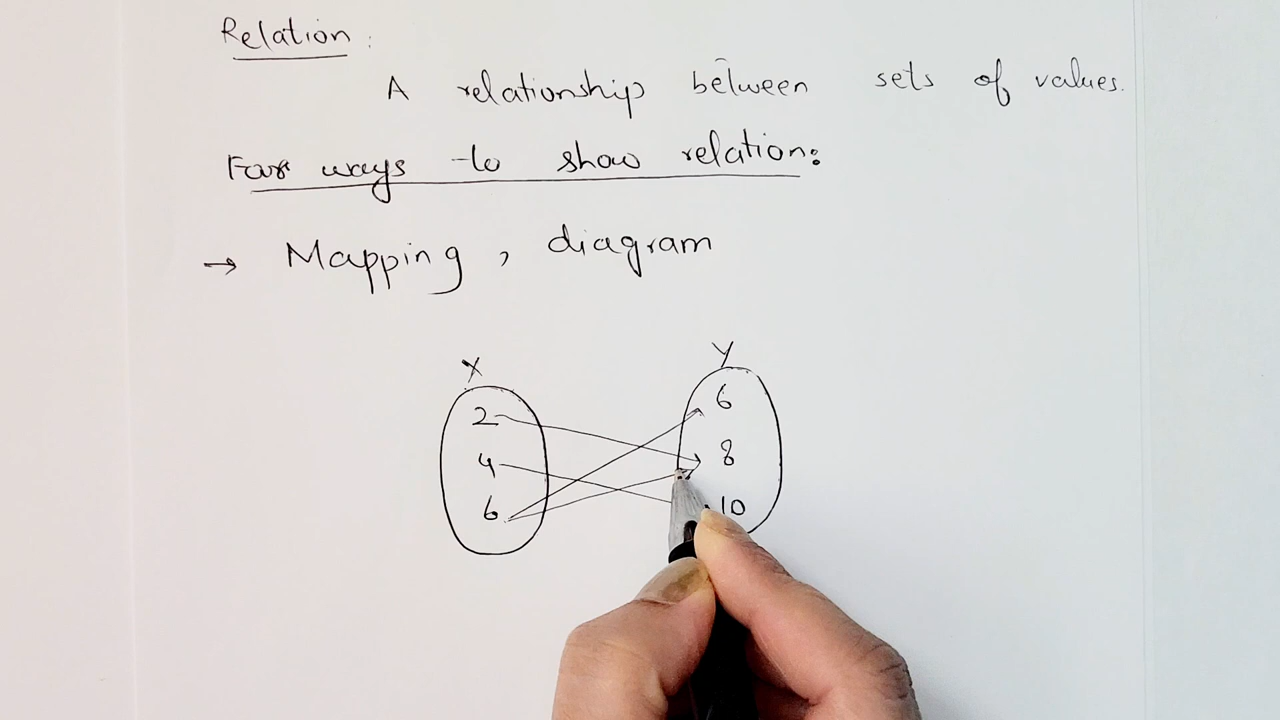 Relation:
A relationship between sets of values.
Four ways to show relation:
→ Mapping, diagram
X Y
2 6
4 8
6 10